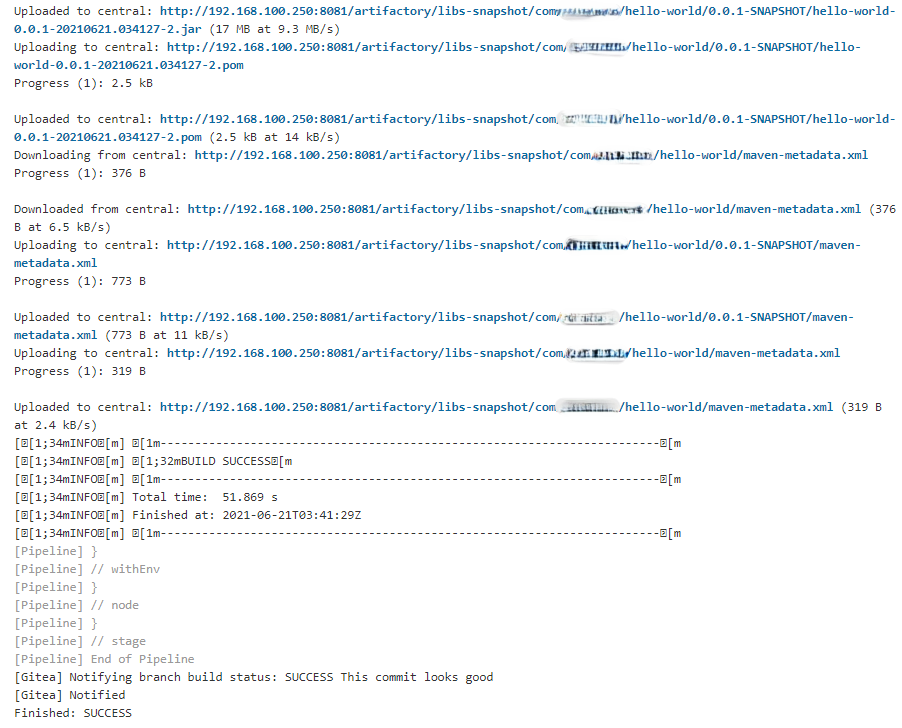 Uploaded to central: http://192.168.100.250:8081/artifactory/libs-snapshot/com/hello-world/0.0.1-SNAPSHOT/hello-world-
0.0.1-20210621.034127-2.jar (17 MB at 9.3 MB/s)
Uploading to central: http://192.168.100.250:8081/artifactory/libs-snapshot/com/ /hello-world/0.0.1-SNAPSHOT/hello-
world-0.0.1-20210621.034127-2.pom
Progress (1): 2.5 kB
Uploaded to central: http://192.168.100.250:8081/artifactory/libs-snapshot/com /hello-world/0.0.1-SNAPSHOT/hello-world-
0.0.1-20210621.034127-2.pom (2.5 kB at 14 kB/s)
Downloading from central: http://192.168.100.250:8081/artifactory/libs-snapshot/com /hello-world/maven-metadata.xml
Progress (1): 376 B
Downloaded from central: http://192.168.100.250:8081/artifactory/libs-snapshot/com /hello-world/maven-metadata.xml (376
B at 6.5 kB/s)
Uploading to central: http://192.168.100.250:8081/artifactory/libs-snapshot/com /hello-world/0.0.1-SNAPSHOT/maven-
metadata.xml
Progress (1): 773 B
Uploaded to central: http://192.168.100.250:8081/artifactory/libs-snapshot/com/ /hello-world/0.0.1-SNAPSHOT/maven-
metadata.xml (773 B at 11 kB/s)
Uploading to central: http://192.168.100.250:8081/artifactory/libs-snapshot/com /hello-world/maven-metadata.xml
Progress (1): 319 B
Uploaded to central: http://192.168.100.250:8081/artifactory/libs-snapshot/com /hello-world/maven-metadata.xml (319 B
at 2.4 kB/s)
[␛[1;34mINFO␛[m] ␛[1m------------------------------------------------------------------------␛[m
[␛[1;34mINFO␛[m] ␛[1;32mBUILD SUCCESS␛[m
[␛[1;34mINFO␛[m] ␛[1m------------------------------------------------------------------------␛[m
[␛[1;34mINFO␛[m] Total time:  51.869 s
[␛[1;34mINFO␛[m] Finished at: 2021-06-21T03:41:29Z
[␛[1;34mINFO␛[m] ␛[1m------------------------------------------------------------------------␛[m
[Pipeline] }
[Pipeline] // withEnv
[Pipeline] }
[Pipeline] // node
[Pipeline] }
[Pipeline] // stage
[Pipeline] End of Pipeline
[Gitea] Notifying branch build status: SUCCESS This commit looks good
[Gitea] Notified
Finished: SUCCESS